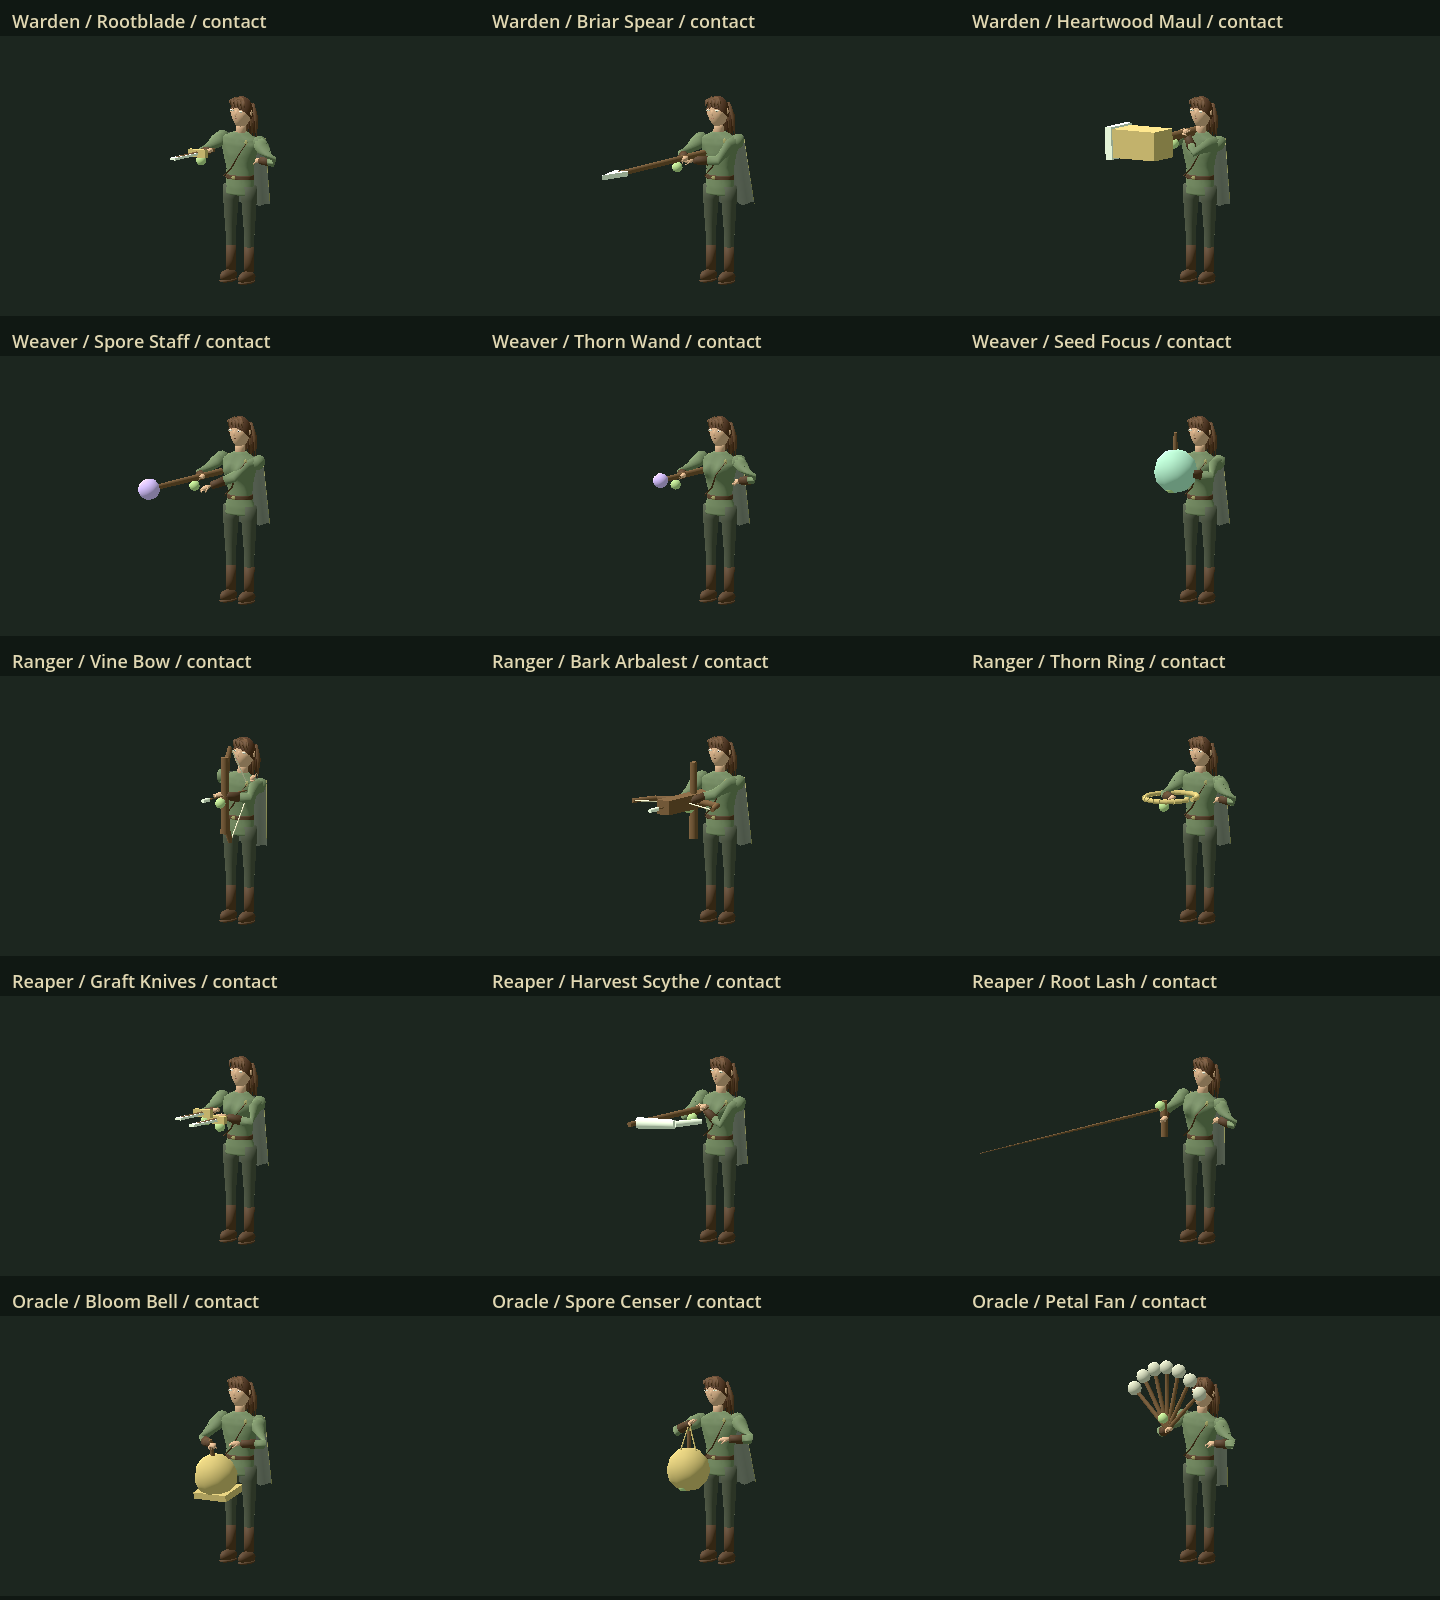 Warden / Rootblade / contact
Warden / Briar Spear / contact
Warden / Heartwood Maul / contact
Weaver / Spore Staff / contact
Weaver / Thorn Wand / contact
Weaver / Seed Focus / contact
Ranger / Vine Bow / contact
Ranger / Bark Arbalest / contact
Ranger / Thorn Ring / contact
Reaper / Graft Knives / contact
Reaper / Harvest Scythe / contact
Reaper / Root Lash / contact
Oracle / Bloom Bell / contact
Oracle / Spore Censer / contact
Oracle / Petal Fan / contact